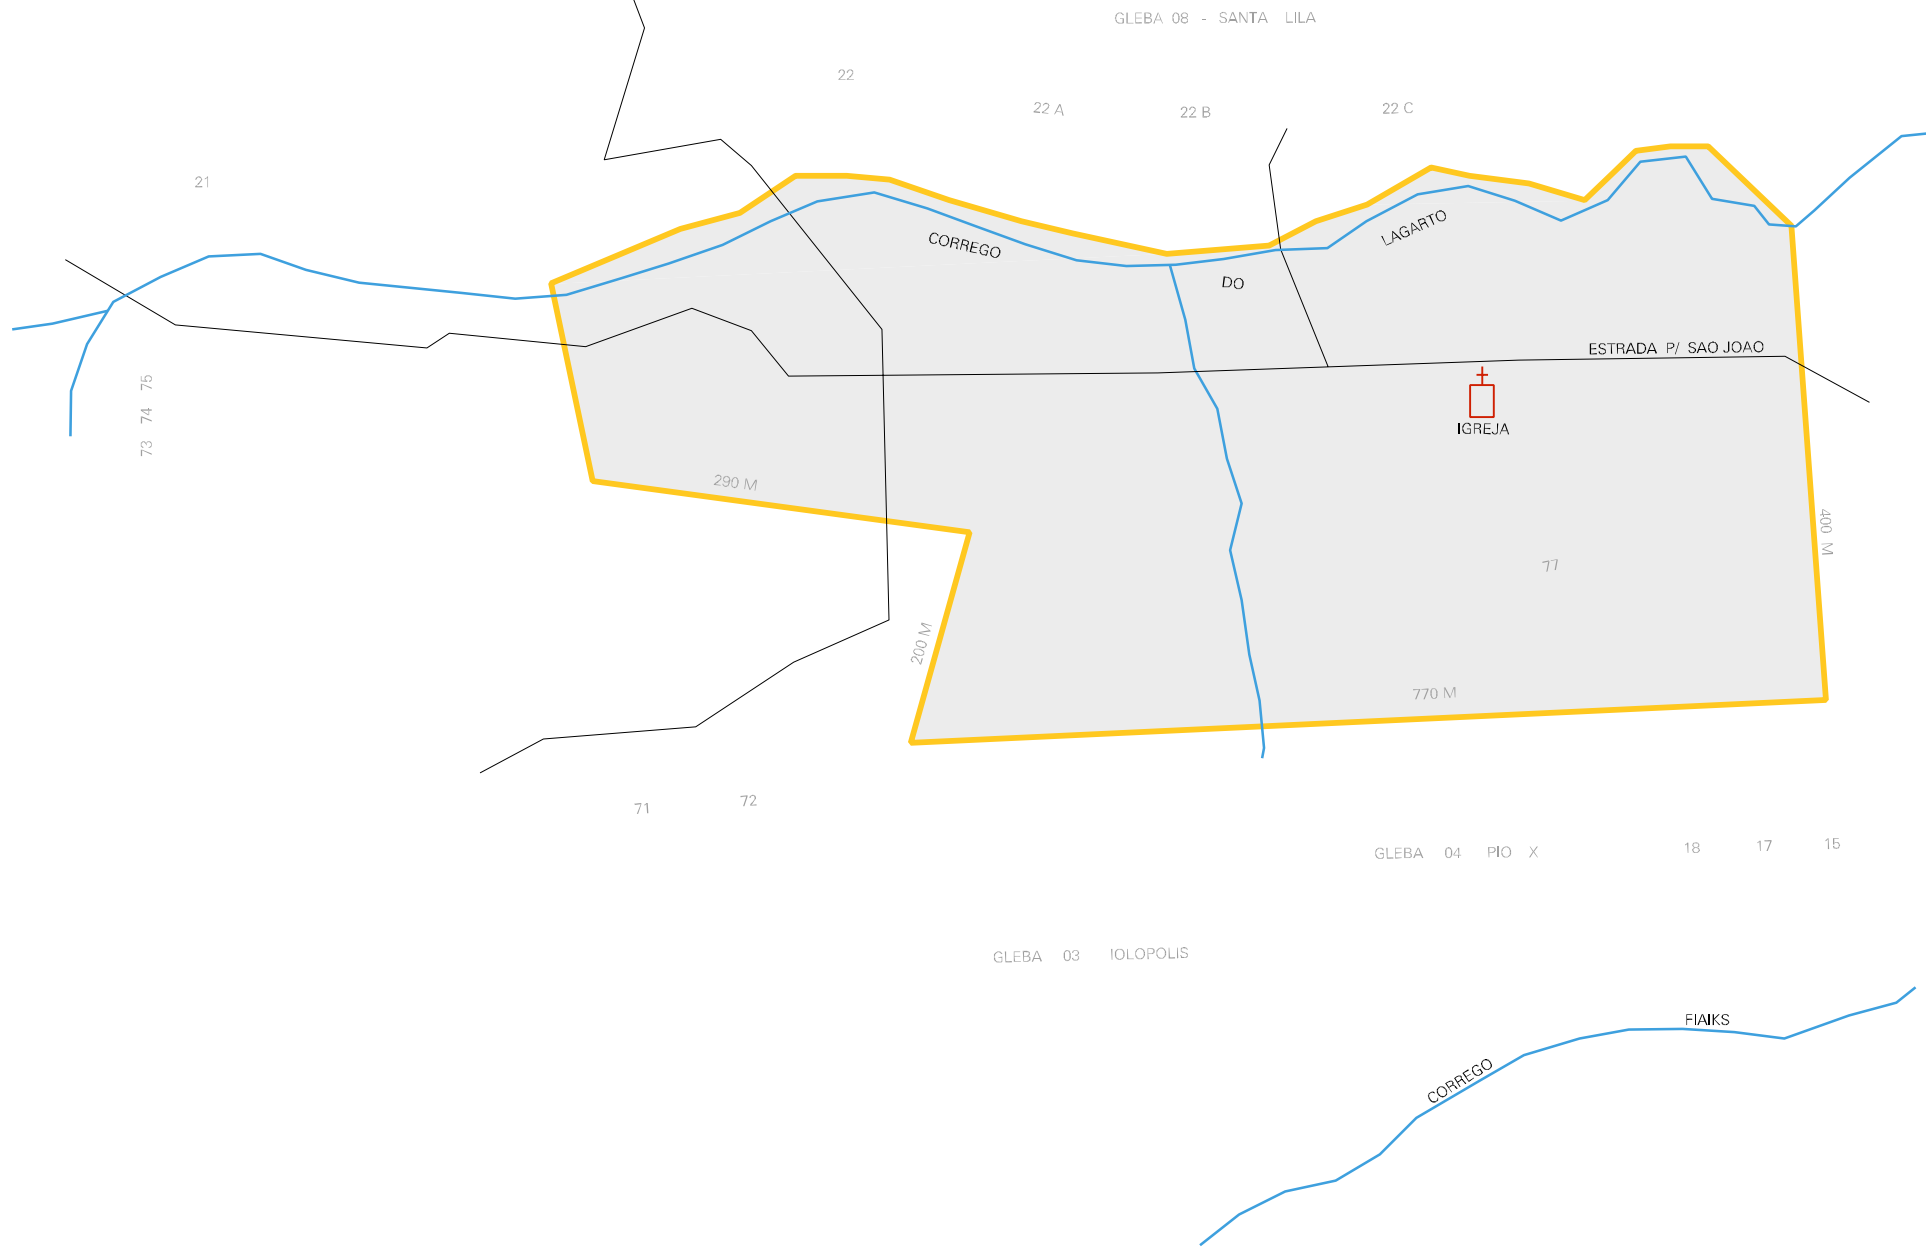 GLEBA 08 - SANTA LILA
22
22 A
22 B
22 C
21
CORREGO
DO
LAGARTO
ESTRADA P/ SAO JOAO
IGREJA
75
74
73
290 M
400 M
77
200 M
770 M
71
72
GLEBA 04 PIO X
18
17
15
GLEBA 03 IOLOPOLIS
FIAIKS
CORREGO